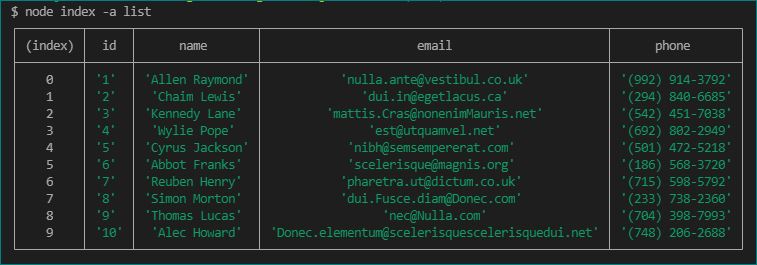 $ node index -a list
(index) id name email phone
0 '1' 'Allen Raymond' 'nulla.ante@vestibul.co.uk' '(992) 914-3792'
1 '2' 'Chaim Lewis' 'dui.in@egetlacus.ca' '(294) 840-6685'
2 '3' 'Kennedy Lane' 'mattis.Cras@nonenimMauris.net' '(542) 451-7038'
3 '4' 'Wylie Pope' 'est@utquamvel.net' '(692) 802-2949'
4 '5' 'Cyrus Jackson' 'nibh@semsempererat.com' '(501) 472-5218'
5 '6' 'Abbot Franks' 'scelerisque@magnis.org' '(186) 568-3720'
6 '7' 'Reuben Henry' 'pharetra.ut@dictum.co.uk' '(715) 598-5792'
7 '8' 'Simon Morton' 'dui.Fusce.diam@Donec.com' '(233) 738-2360'
8 '9' 'Thomas Lucas' 'nec@Nulla.com' '(704) 398-7993'
9 '10' 'Alec Howard' 'Donec.elementum@scelerisquescelerisquedui.net' '(748) 206-2688'